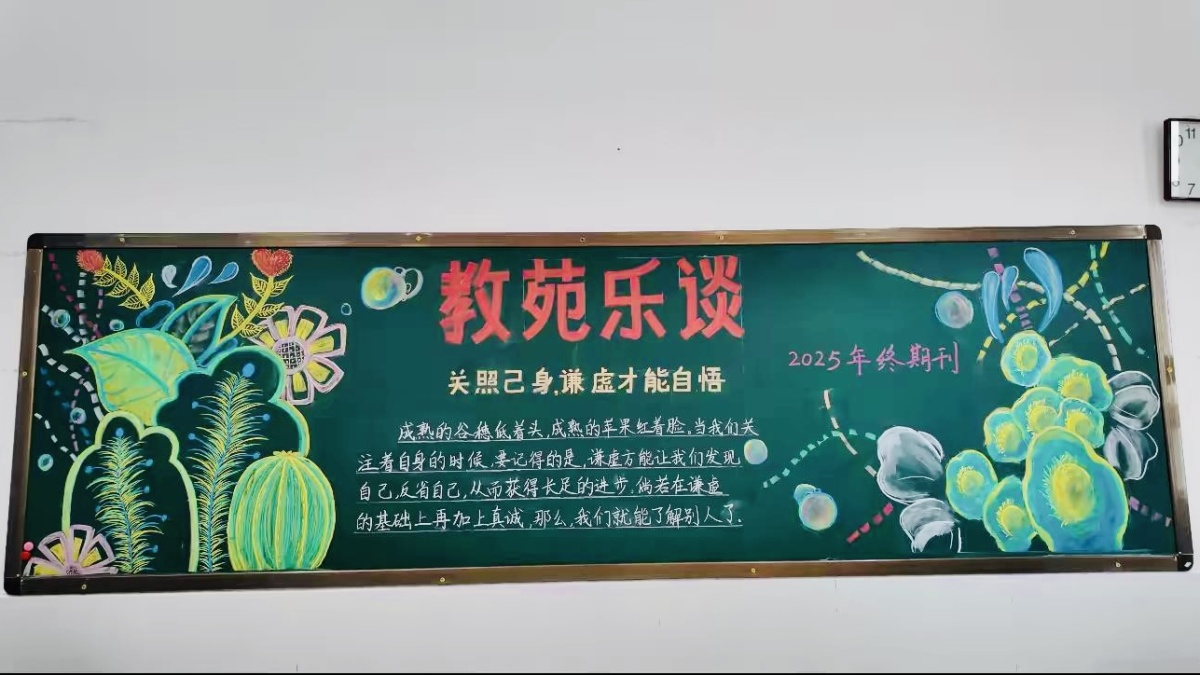 教苑乐谈
关照己身,谦虚才能自悟
2025年终期刊
成熟的谷穗低着头,成熟的苹果红着脸。当我们关
注着自身的时候,要记得的是,谦虚方能让我们发现
自己,反省自己,从而获得长足的进步。倘若在谦虚
的基础上再加上真诚,那么,我们就能了解别人了.
11
7